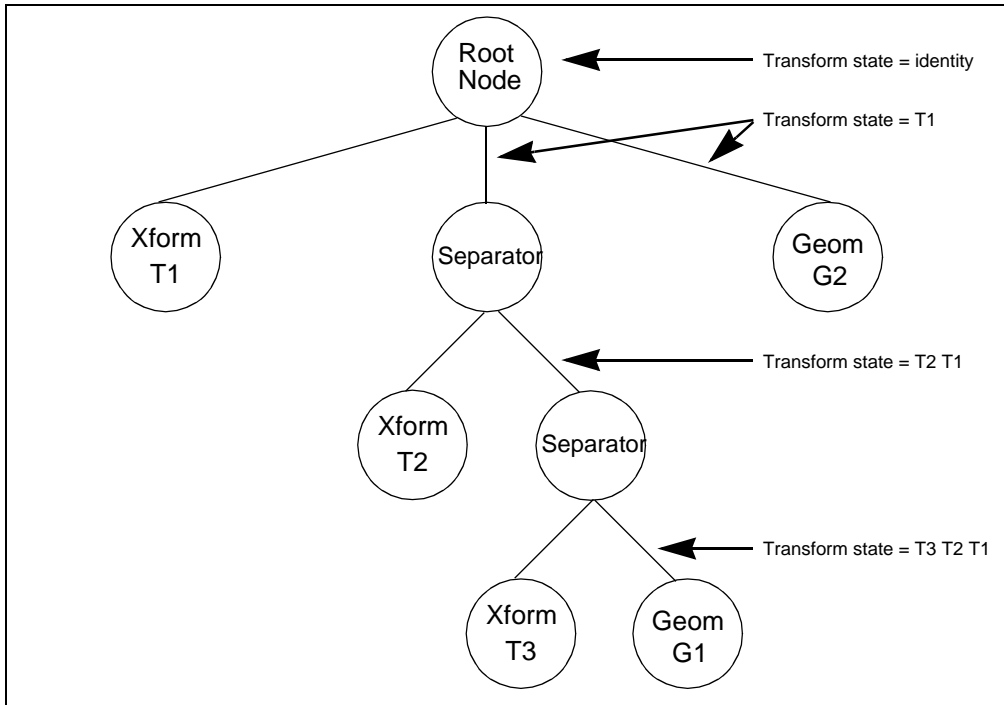 Root
Node
Transform state = identity
Transform state = T1
Xform
T1
Separator
Geom
G2
Transform state = T2 T1
Xform
T2
Separator
Transform state = T3 T2 T1
Xform
T3
Geom
G1